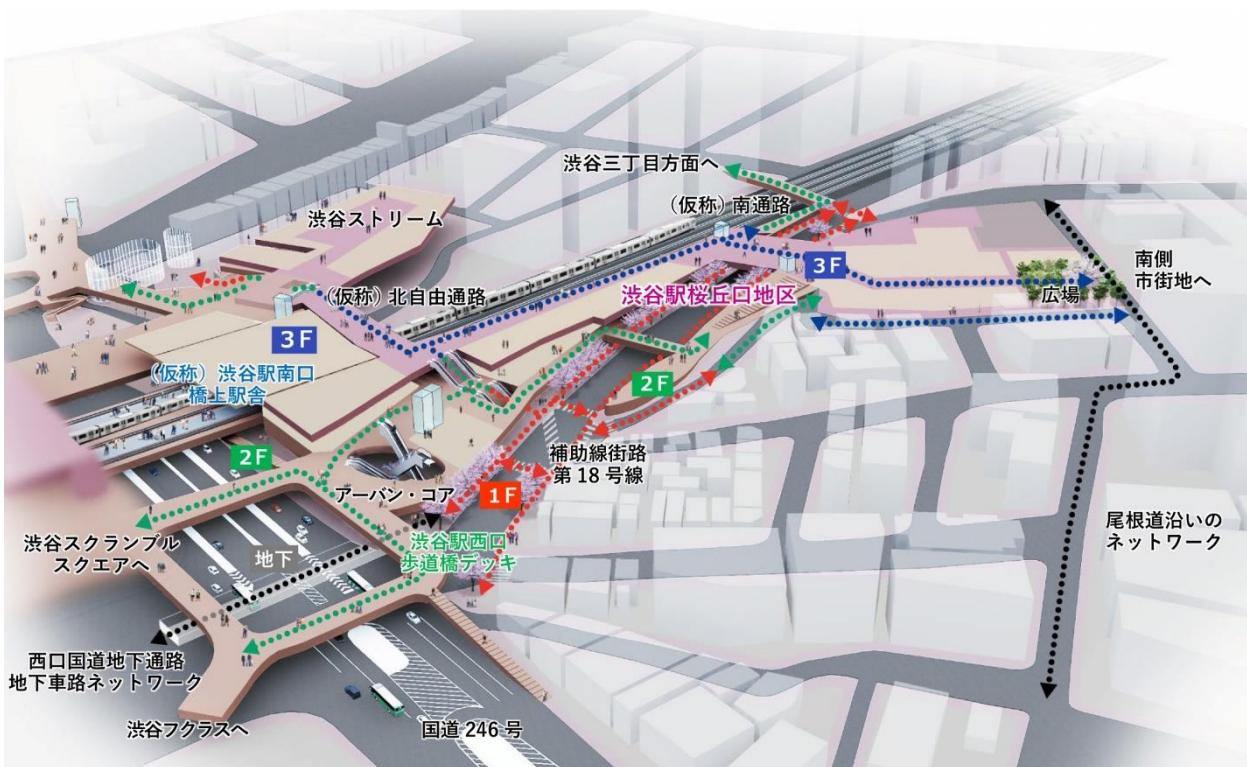 渋谷三丁目方面へ
(仮称)南通路
渋谷ストリーム
3F
南側
市街地へ
広場
渋谷駅桜丘口地区
(仮称)北自由通路
3F
(仮称)渋谷駅南口
橋上駅舎
2F
補助線街路
第18号線
2F
アーバン・コア
1F
尾根道沿いの
ネットワーク
渋谷スクランブル
スクエアへ
地下
渋谷駅西口
歩道橋デッキ
西口国道地下通路
地下車路ネットワーク
渋谷フクラスへ
国道246号